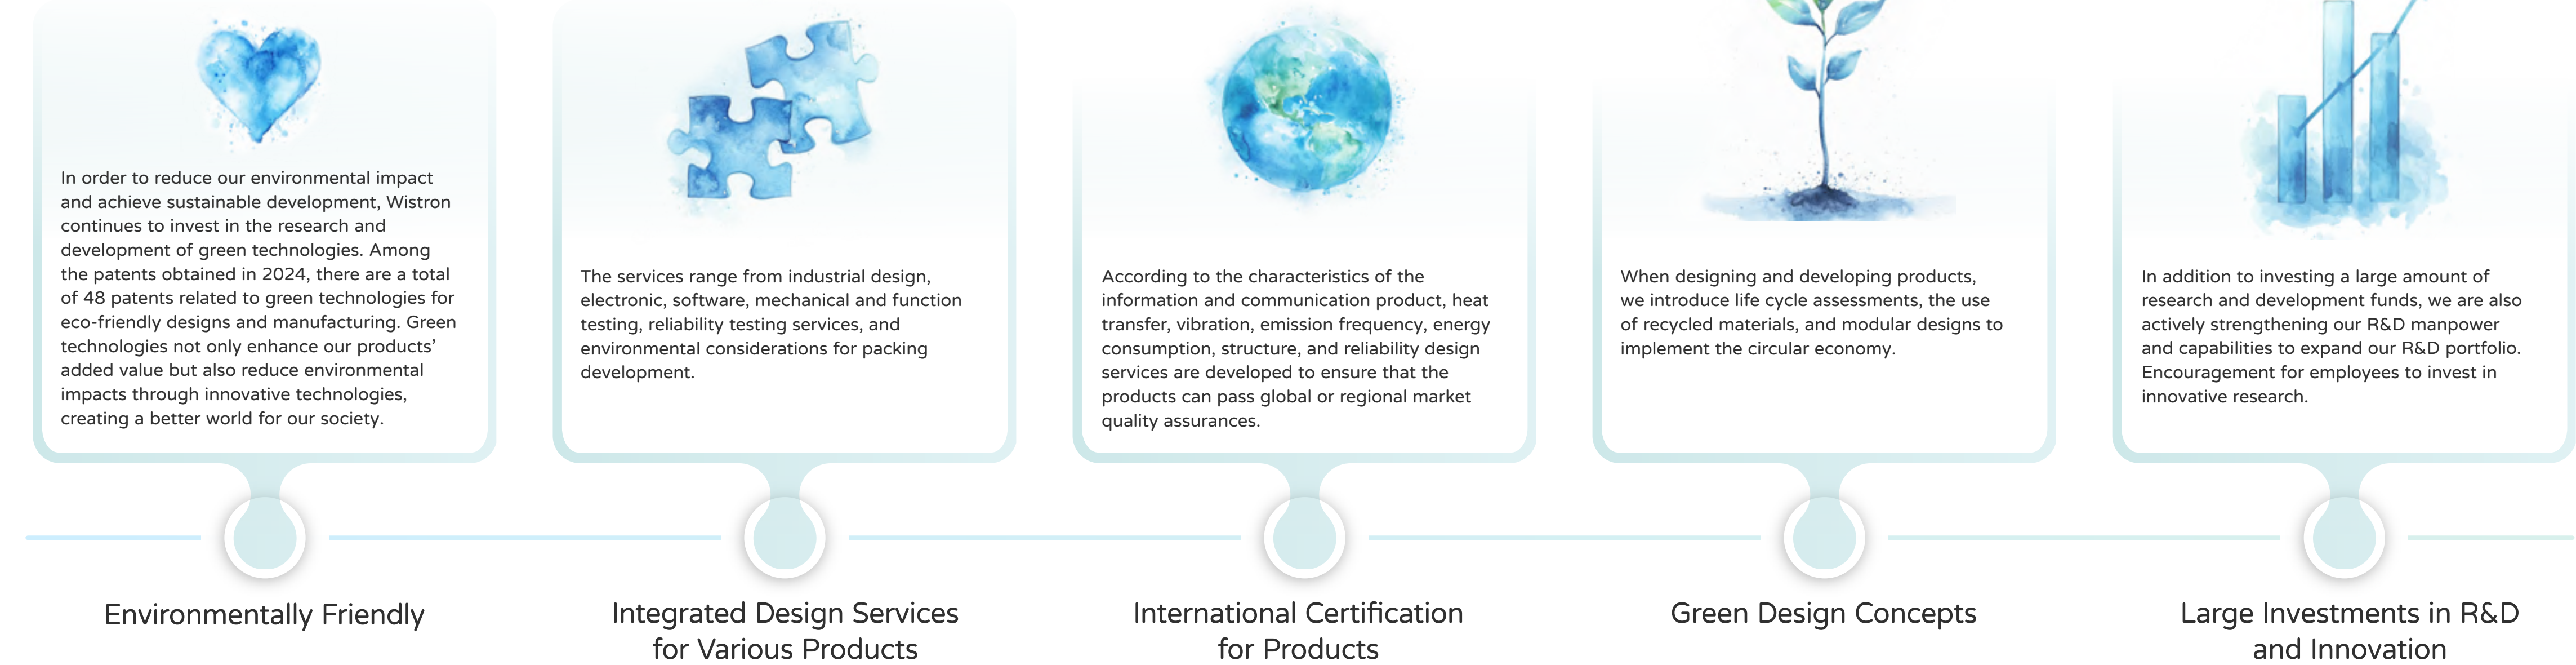 In order to reduce our environmental impact
and achieve sustainable development, Wistron
continues to invest in the research and
development of green technologies. Among
the patents obtained in 2024, there are a total
of 48 patents related to green technologies for
eco-friendly designs and manufacturing. Green
technologies not only enhance our products’
added value but also reduce environmental
impacts through innovative technologies,
creating a better world for our society.
Environmentally Friendly
The services range from industrial design,
electronic, software, mechanical and function
testing, reliability testing services, and
environmental considerations for packing
development.
Integrated Design Services
for Various Products
According to the characteristics of the
information and communication product, heat
transfer, vibration, emission frequency, energy
consumption, structure, and reliability design
services are developed to ensure that the
products can pass global or regional market
quality assurances.
International Certification
for Products
When designing and developing products,
we introduce life cycle assessments, the use
of recycled materials, and modular designs to
implement the circular economy.
Green Design Concepts
In addition to investing a large amount of
research and development funds, we are also
actively strengthening our R&D manpower
and capabilities to expand our R&D portfolio.
Encouragement for employees to invest in
innovative research.
Large Investments in R&D
and Innovation